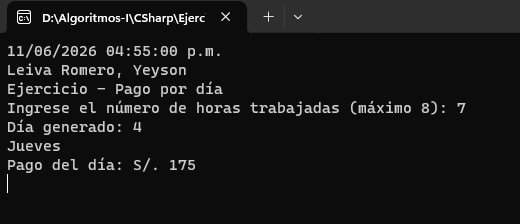 D:\Algoritmos-I\CSharp\Ejerc
11/06/2026 04:55:00 p.m.
Leiva Romero, Yeyson
Ejercicio - Pago por día
Ingrese el número de horas trabajadas (máximo 8): 7
Día generado: 4
Jueves
Pago del día: S/. 175